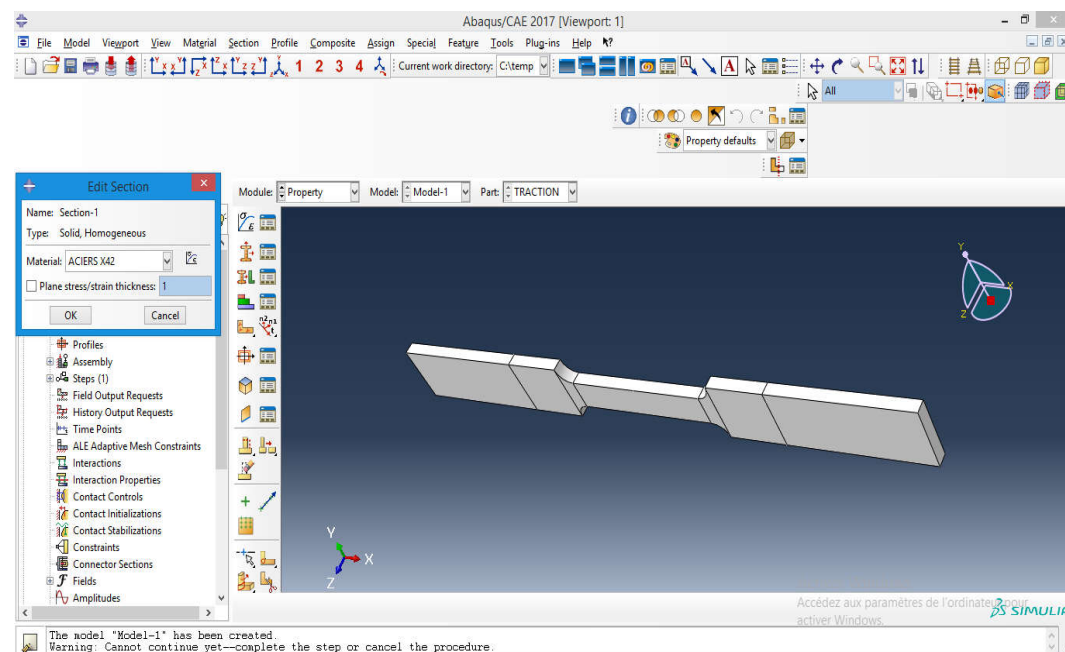 Abaqus/CAE 2017 [Viewport: 1]
File Model Viewport View Material Section Profile Composite Assign Special Feature Tools Plug-ins Help
1 2 3 4 Current work directory: C:\temp
All
Property defaults
Module: Property Model: Model-1 Part: TRACTION
Edit Section
Name: Section-1
Type: Solid, Homogeneous
Material: ACIERS X42
Plane stress/strain thickness: 1
OK Cancel
Profiles
Assembly
Steps (1)
Field Output Requests
History Output Requests
Time Points
ALE Adaptive Mesh Constraints
Interactions
Interaction Properties
Contact Controls
Contact Initializations
Contact Stabilizations
Constraints
Connector Sections
Fields
Amplitudes
Y
X
Z
Y
X
Z
Accédez aux paramètres de l'ordinateur pour
activer Windows.
SIMULIA
The model "Model-1" has been created.
Warning: Cannot continue yet--complete the step or cancel the procedure.